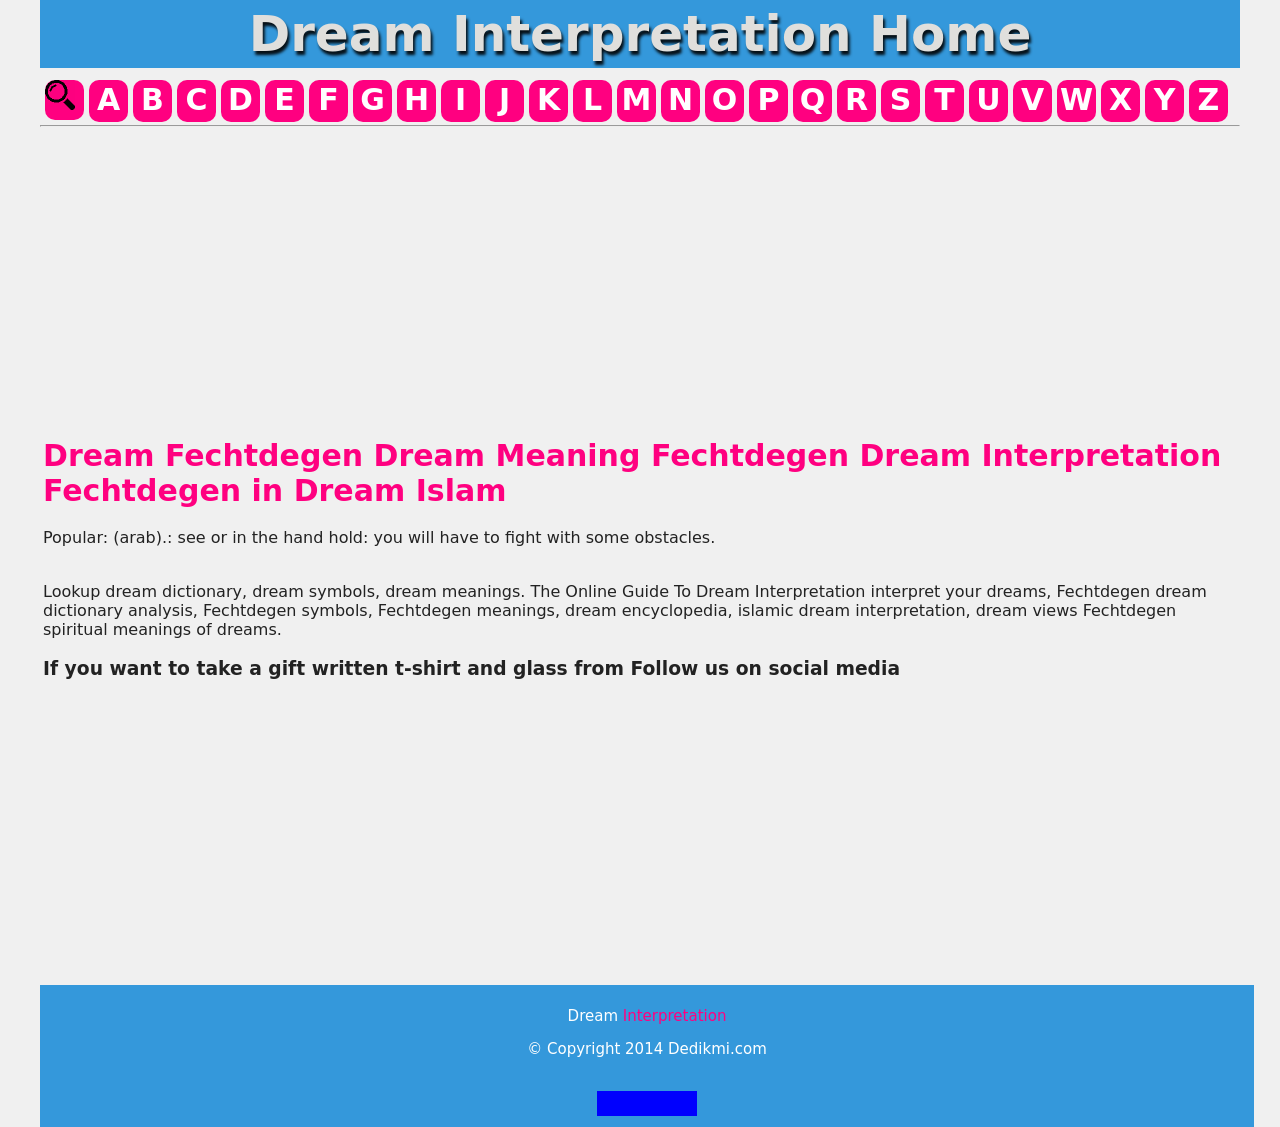 Dream Interpretation Home
A B C D E F G H I J K L M N O P Q R S T U V W X Y Z
Dream Fechtdegen Dream Meaning Fechtdegen Dream Interpretation
Fechtdegen in Dream Islam
Popular: (arab).: see or in the hand hold: you will have to fight with some obstacles.
Lookup dream dictionary, dream symbols, dream meanings. The Online Guide To Dream Interpretation interpret your dreams, Fechtdegen dream
dictionary analysis, Fechtdegen symbols, Fechtdegen meanings, dream encyclopedia, islamic dream interpretation, dream views Fechtdegen
spiritual meanings of dreams.
If you want to take a gift written t-shirt and glass from Follow us on social media
Dream Interpretation
© Copyright 2014 Dedikmi.com